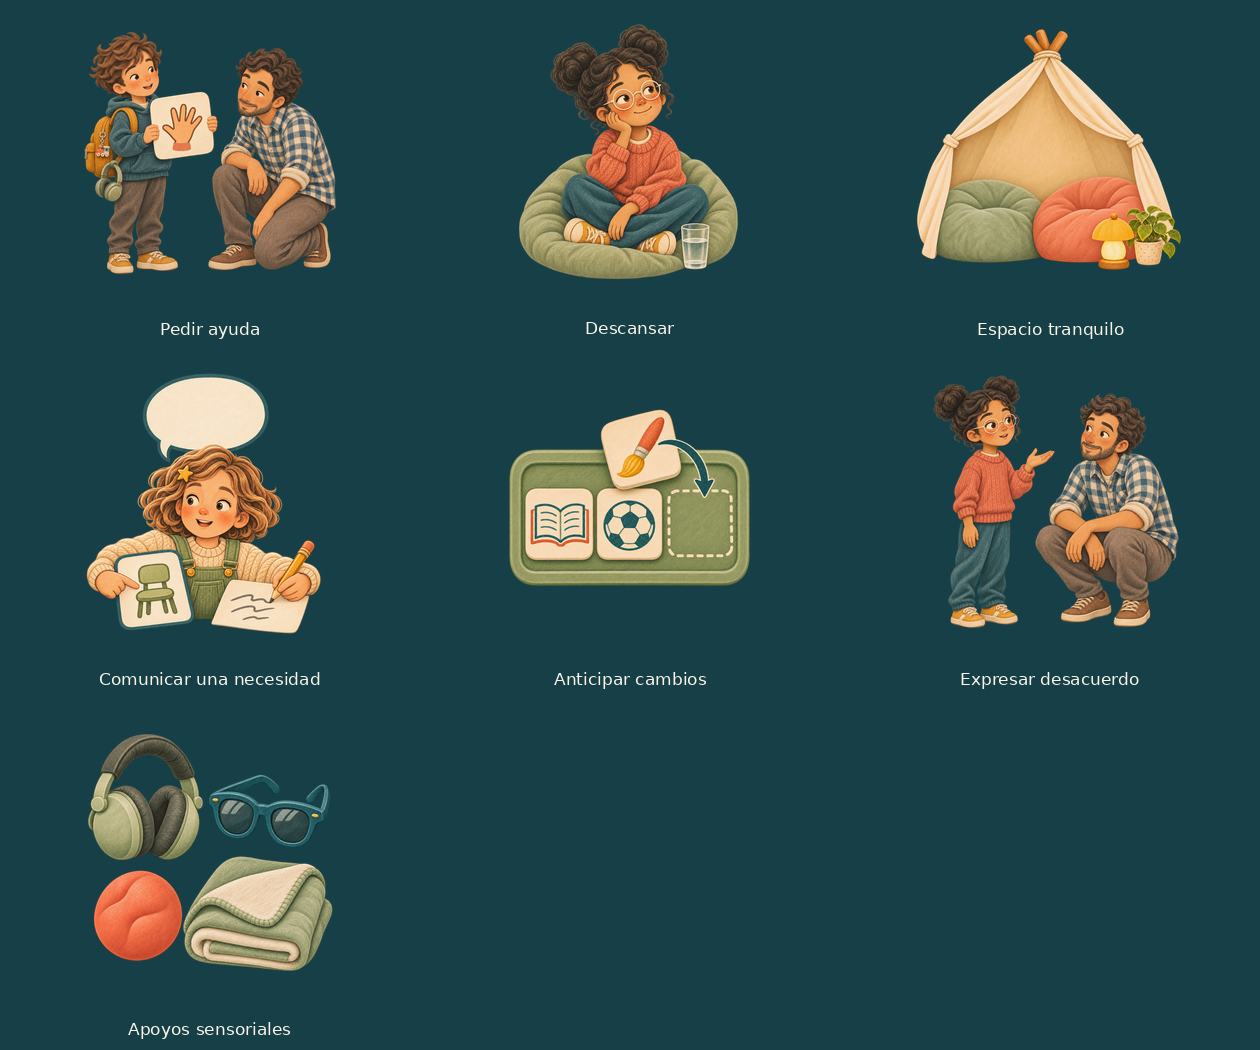 Pedir ayuda
Descansar
Espacio tranquilo
Comunicar una necesidad
Anticipar cambios
Expresar desacuerdo
Apoyos sensoriales